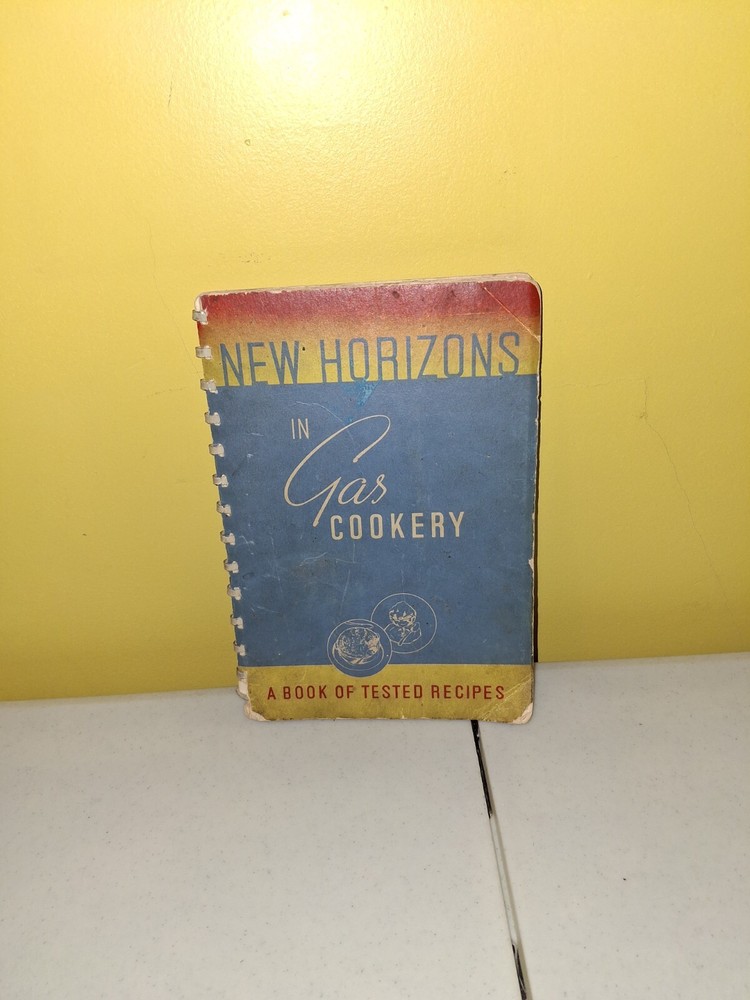 NEW HORIZONS
IN
Gas
COOKERY
A BOOK OF TESTED RECIPES